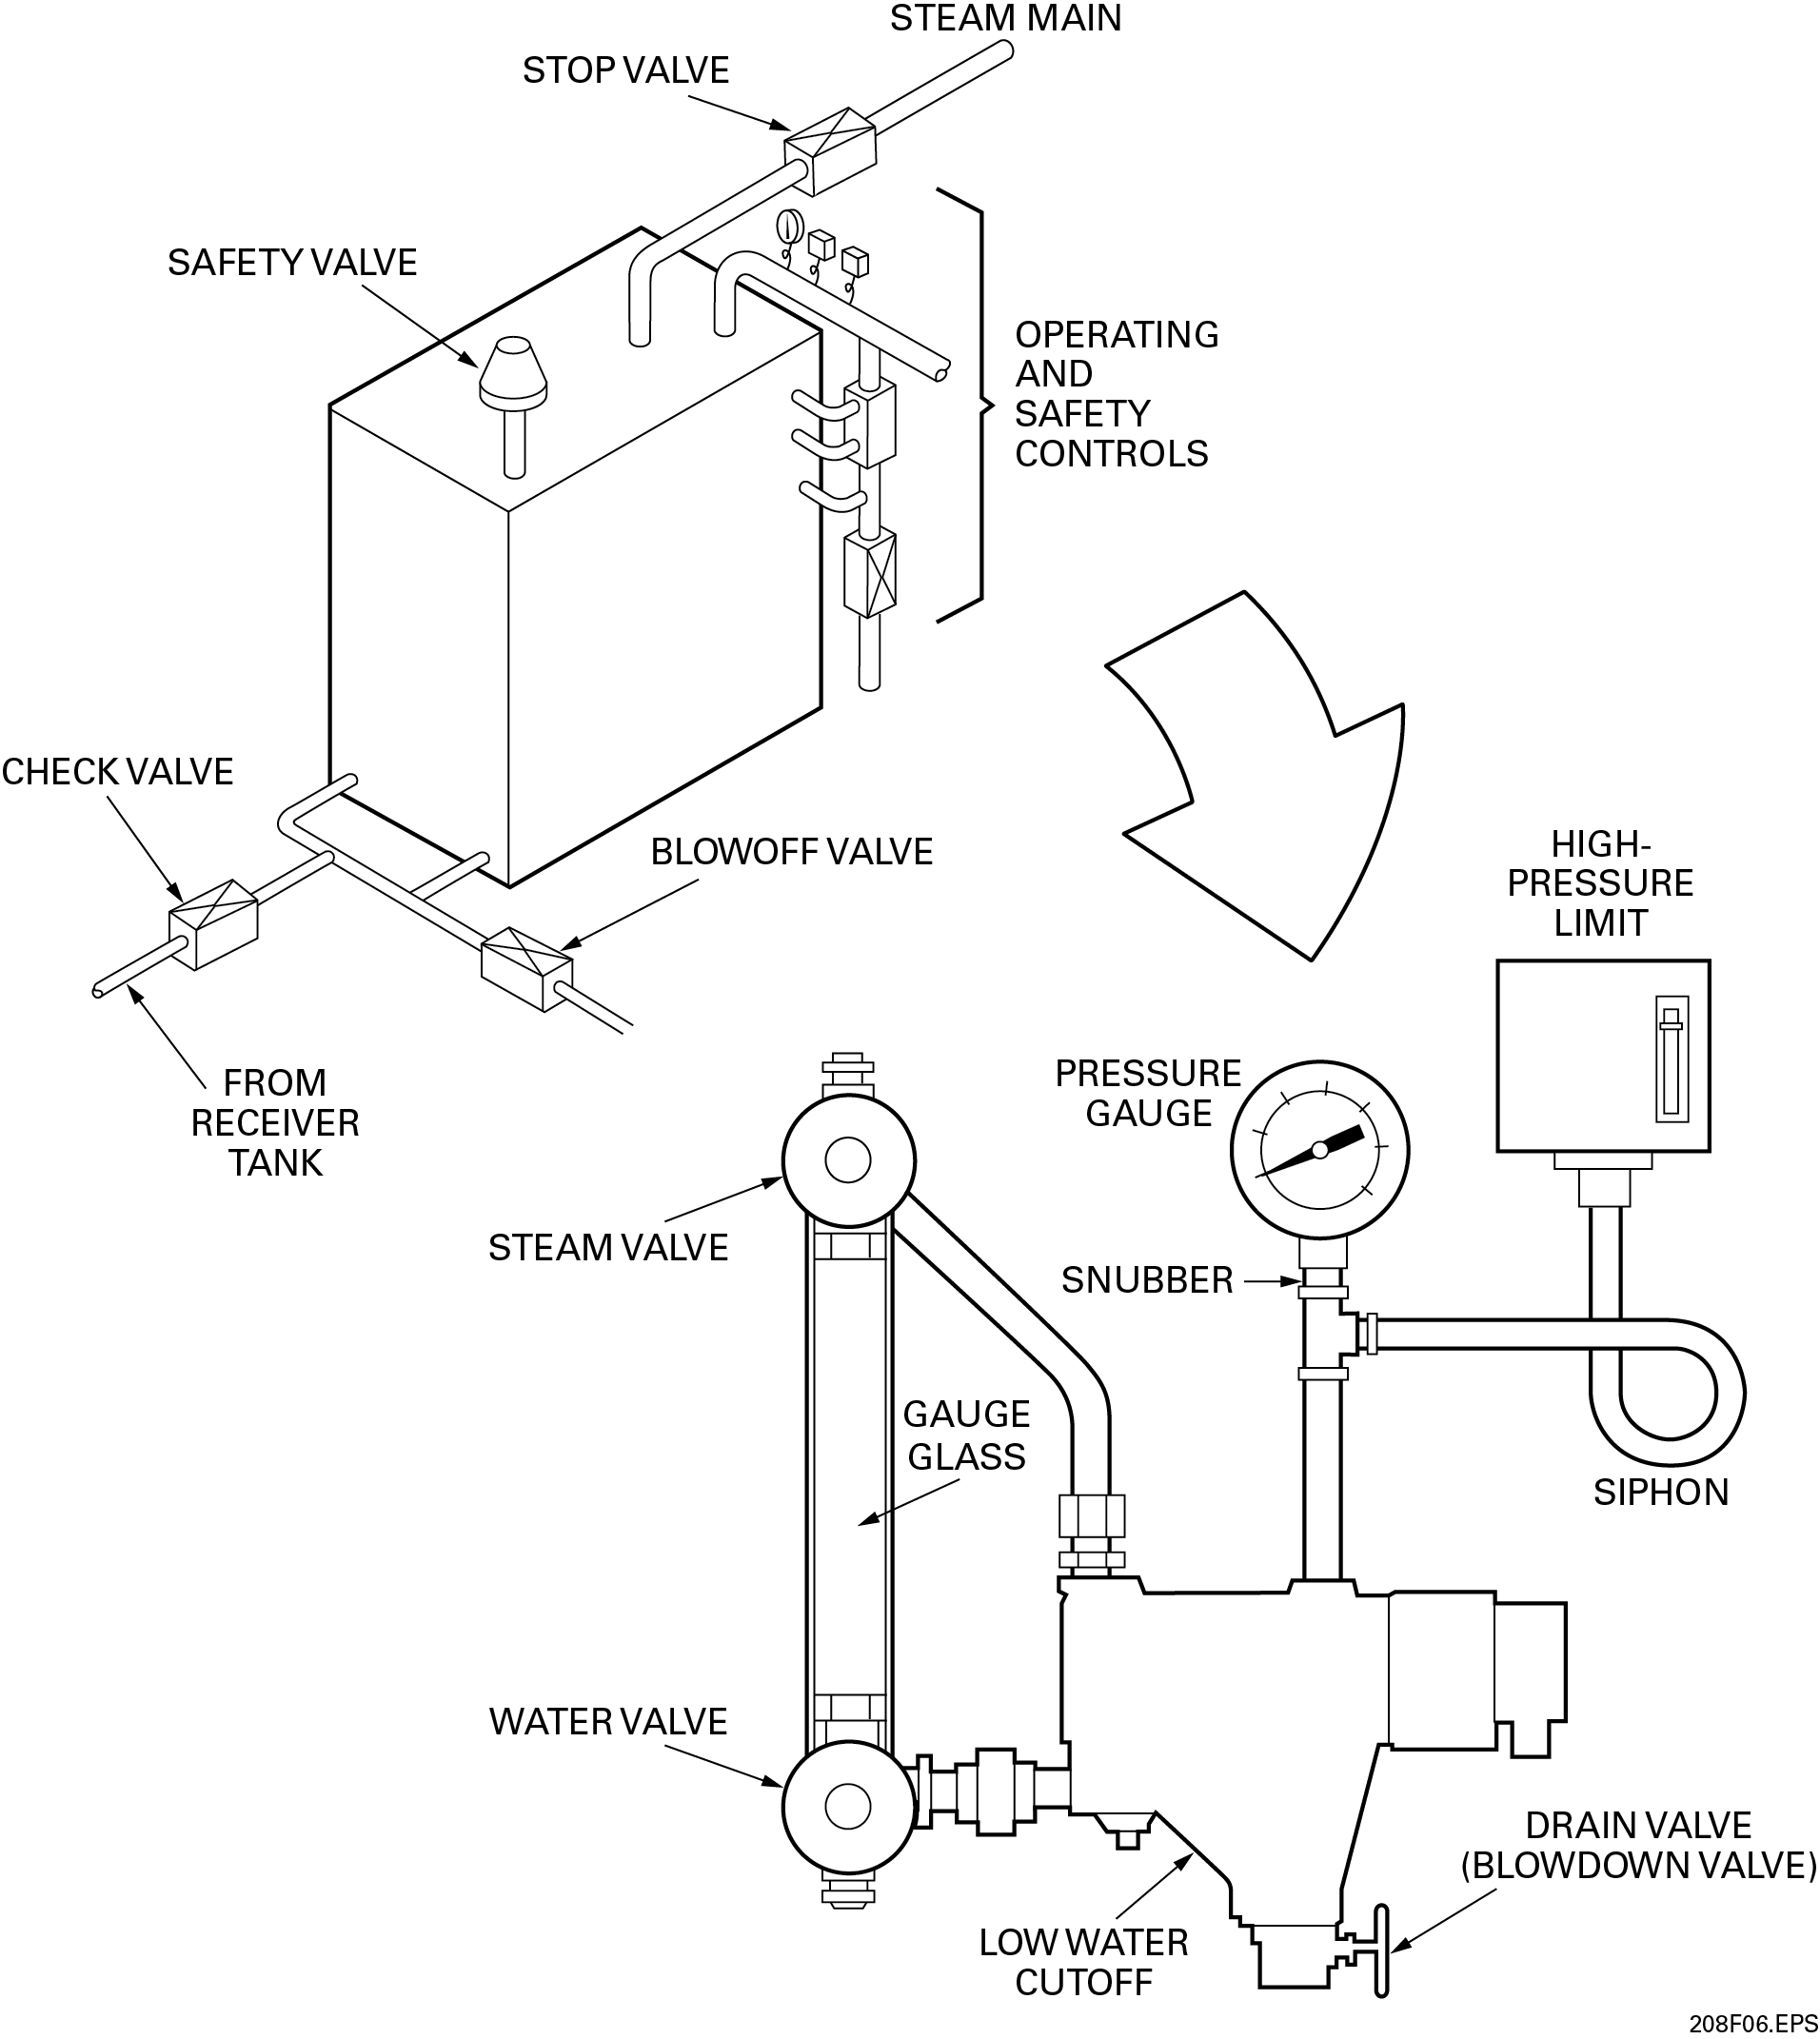 STEAM MAIN
STOP VALVE
SAFETY VALVE
OPERATING
AND
SAFETY
CONTROLS
CHECK VALVE
BLOWOFF VALVE
FROM
RECEIVER
TANK
HIGH-
PRESSURE
LIMIT
PRESSURE
GAUGE
STEAM VALVE
SNUBBER
GAUGE
GLASS
SIPHON
WATER VALVE
DRAIN VALVE
(BLOWDOWN VALVE)
LOW WATER
CUTOFF
208F06.EPS